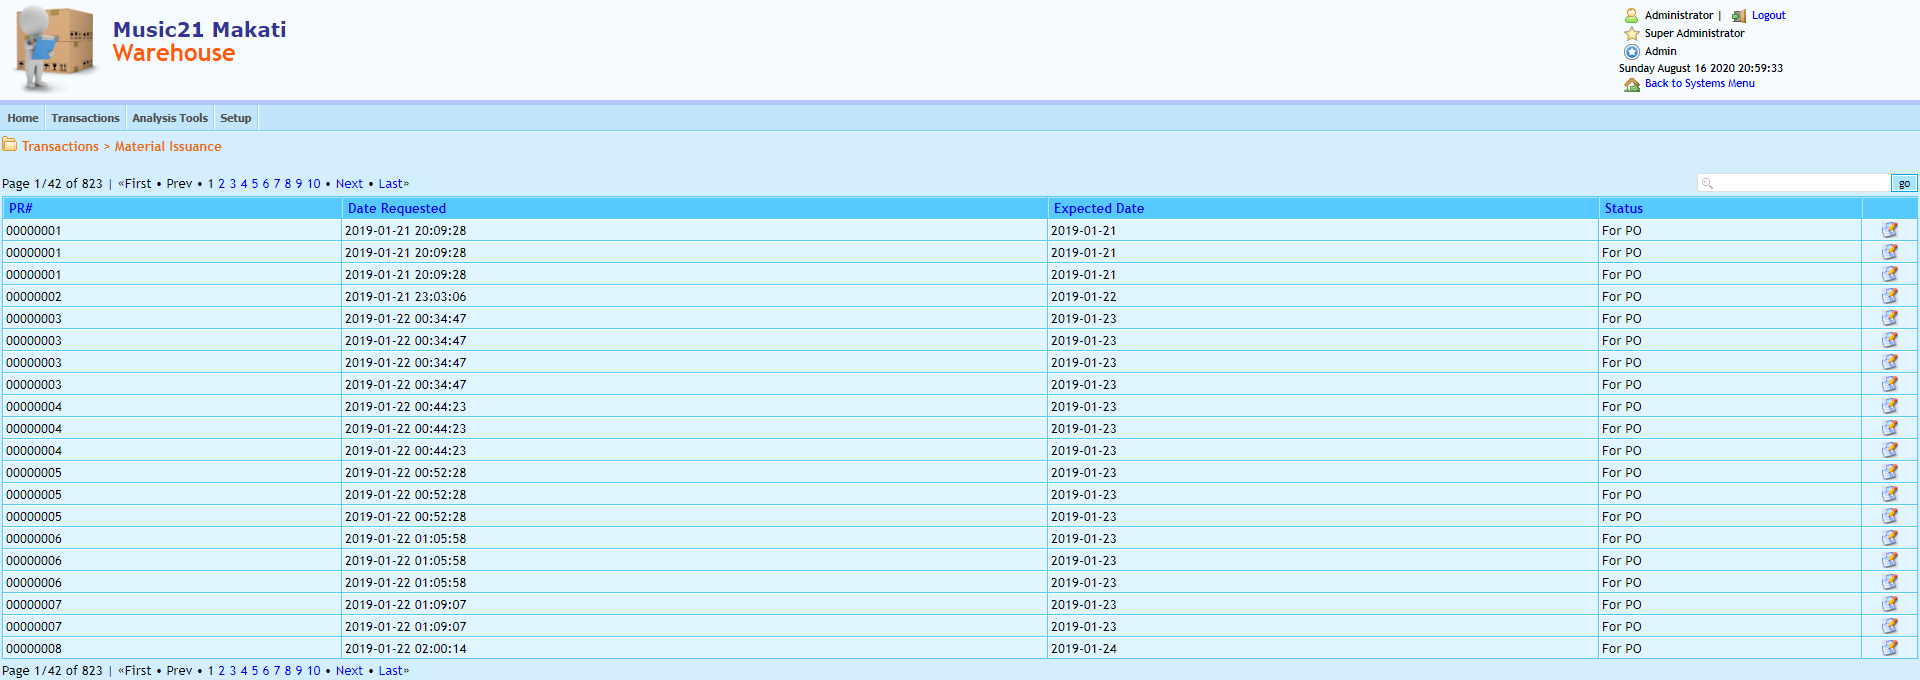 Music21 Makati
Warehouse
Administrator | Logout
Super Administrator
Admin
Sunday August 16 2020 20:59:33
Back to Systems Menu
Home Transactions Analysis Tools Setup
Transactions > Material Issuance
Page 1/42 of 823 | «First • Prev • 1 2 3 4 5 6 7 8 9 10 • Next • Last» go
PR# Date Requested Expected Date Status
00000001 2019-01-21 20:09:28 2019-01-21 For PO
00000001 2019-01-21 20:09:28 2019-01-21 For PO
00000001 2019-01-21 20:09:28 2019-01-21 For PO
00000002 2019-01-21 23:03:06 2019-01-22 For PO
00000003 2019-01-22 00:34:47 2019-01-23 For PO
00000003 2019-01-22 00:34:47 2019-01-23 For PO
00000003 2019-01-22 00:34:47 2019-01-23 For PO
00000003 2019-01-22 00:34:47 2019-01-23 For PO
00000004 2019-01-22 00:44:23 2019-01-23 For PO
00000004 2019-01-22 00:44:23 2019-01-23 For PO
00000004 2019-01-22 00:44:23 2019-01-23 For PO
00000005 2019-01-22 00:52:28 2019-01-23 For PO
00000005 2019-01-22 00:52:28 2019-01-23 For PO
00000005 2019-01-22 00:52:28 2019-01-23 For PO
00000006 2019-01-22 01:05:58 2019-01-23 For PO
00000006 2019-01-22 01:05:58 2019-01-23 For PO
00000006 2019-01-22 01:05:58 2019-01-23 For PO
00000007 2019-01-22 01:09:07 2019-01-23 For PO
00000007 2019-01-22 01:09:07 2019-01-23 For PO
00000008 2019-01-22 02:00:14 2019-01-24 For PO
Page 1/42 of 823 | «First • Prev • 1 2 3 4 5 6 7 8 9 10 • Next • Last»